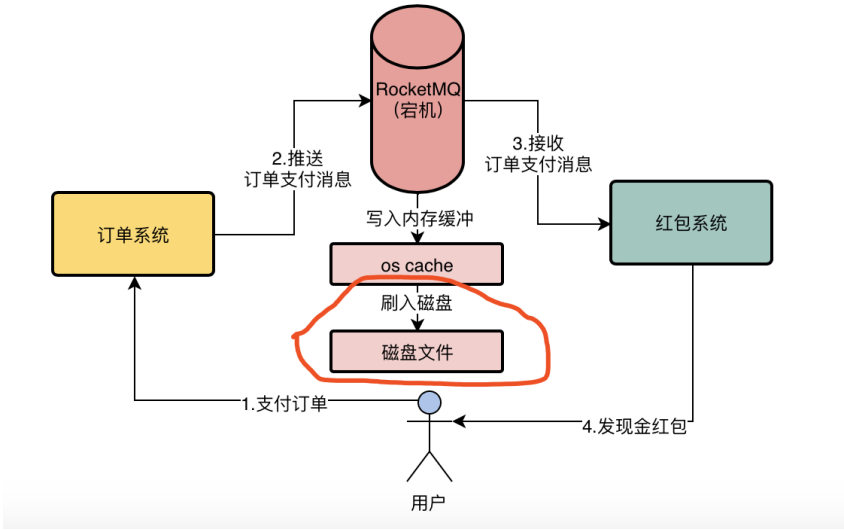 RocketMQ
（宕机）
2.推送
订单支付消息
3.接收
订单支付消息
订单系统
红包系统
写入内存缓冲
os cache
刷入磁盘
磁盘文件
1.支付订单
4.发现金红包
用户